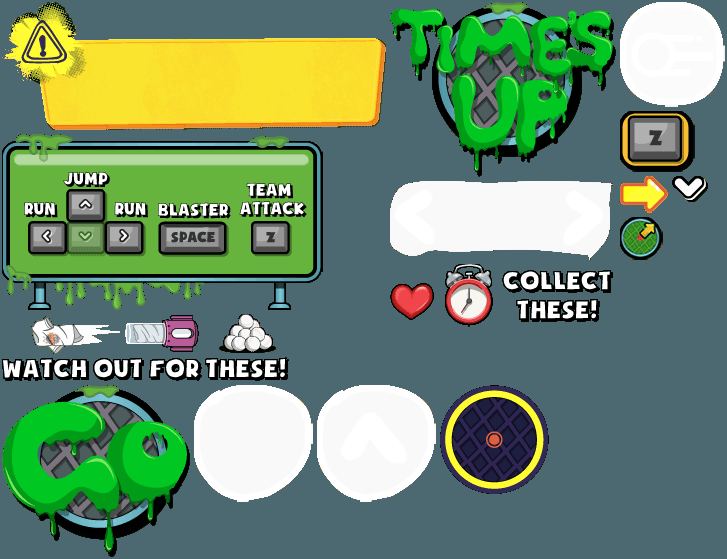 TIME'S
UP
Z
JUMP
RUN RUN BLASTER TEAM
ATTACK
SPACE Z
COLLECT
THESE!
WATCH OUT FOR THESE!
GO